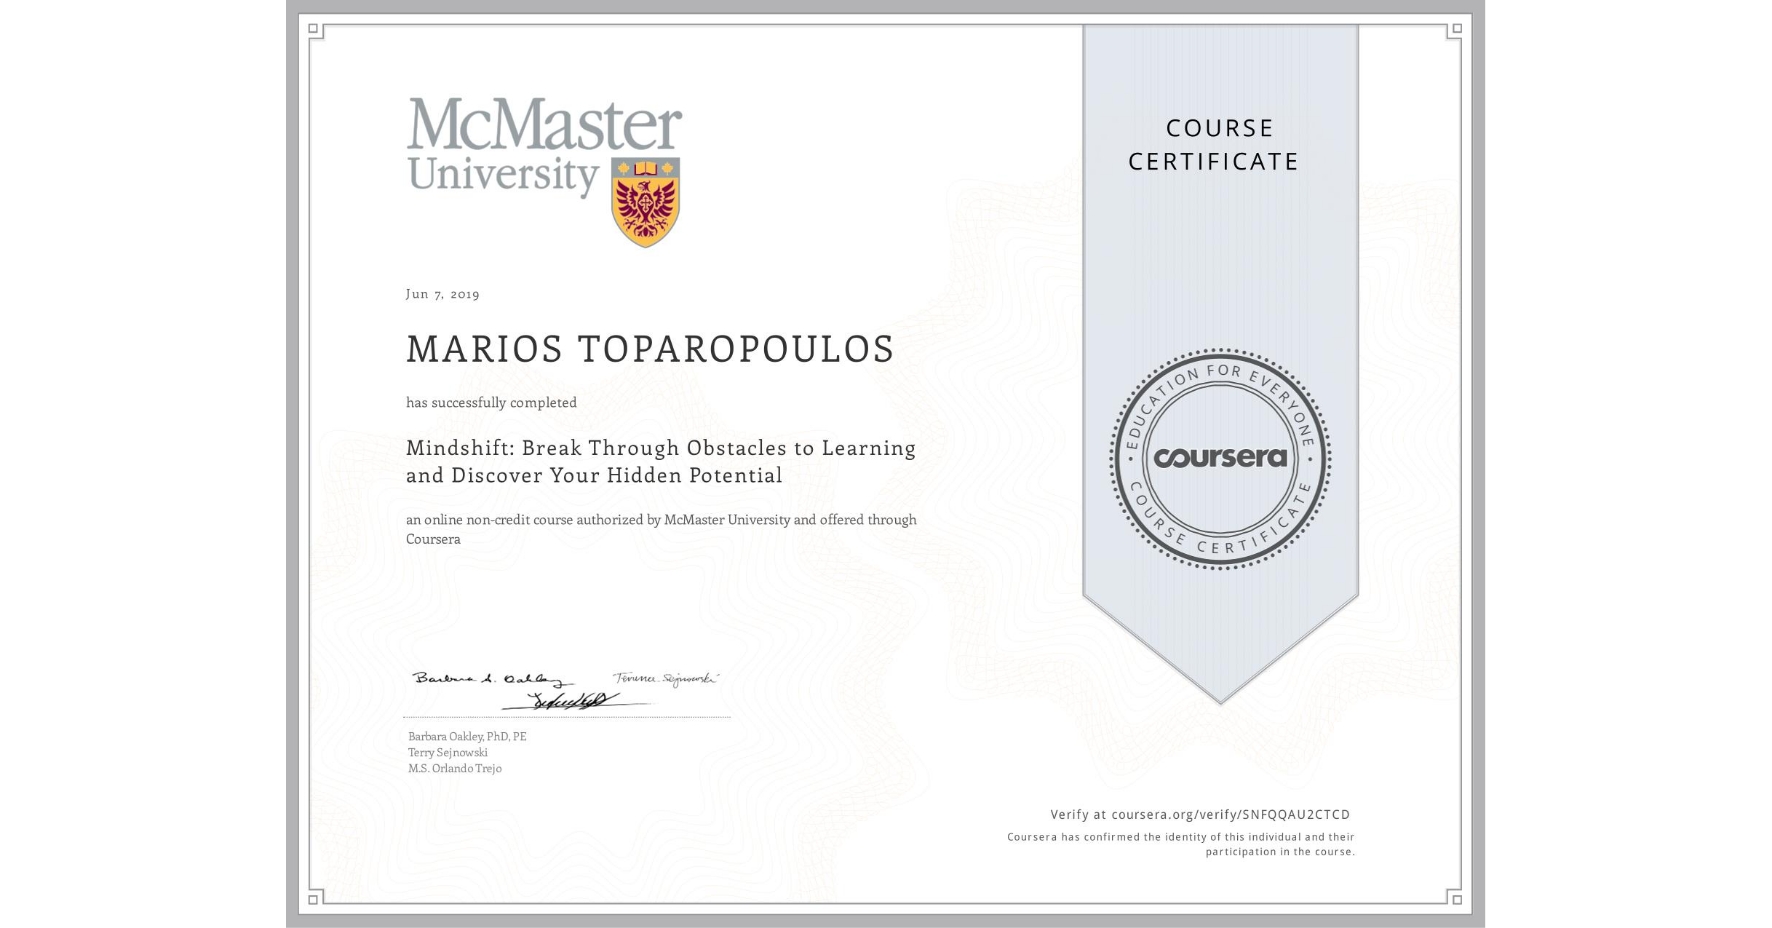 McMaster
University
COURSE
CERTIFICATE
Jun 7, 2019
MARIOS TOPAROPOULOS
has successfully completed
Mindshift: Break Through Obstacles to Learning
and Discover Your Hidden Potential
an online non-credit course authorized by McMaster University and offered through
Coursera
EDUCATION FOR EVERYONE
coursera
COURSE CERTIFICATE
Barbara A. Oakley
Terrence Sejnowski
Barbara Oakley, PhD, PE
Terry Sejnowski
M.S. Orlando Trejo
Verify at coursera.org/verify/SNFQQAU2CTCD
Coursera has confirmed the identity of this individual and their
participation in the course.